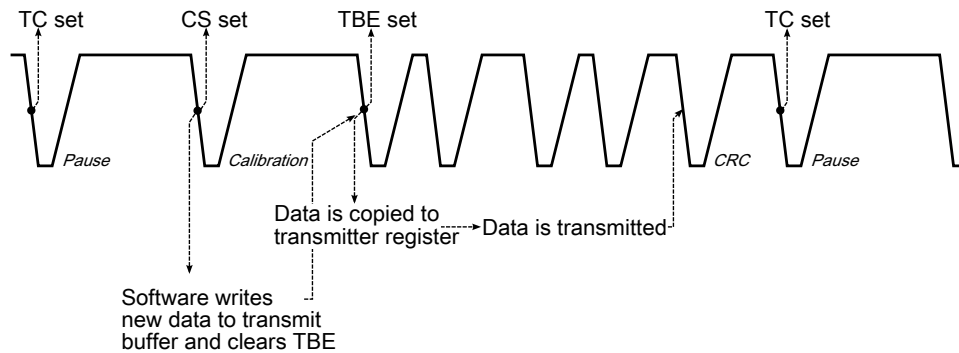 TC set
CS set
TBE set
TC set
Pause
Calibration
CRC
Pause
Data is copied to
transmitter register
Data is transmitted
Software writes
new data to transmit
buffer and clears TBE